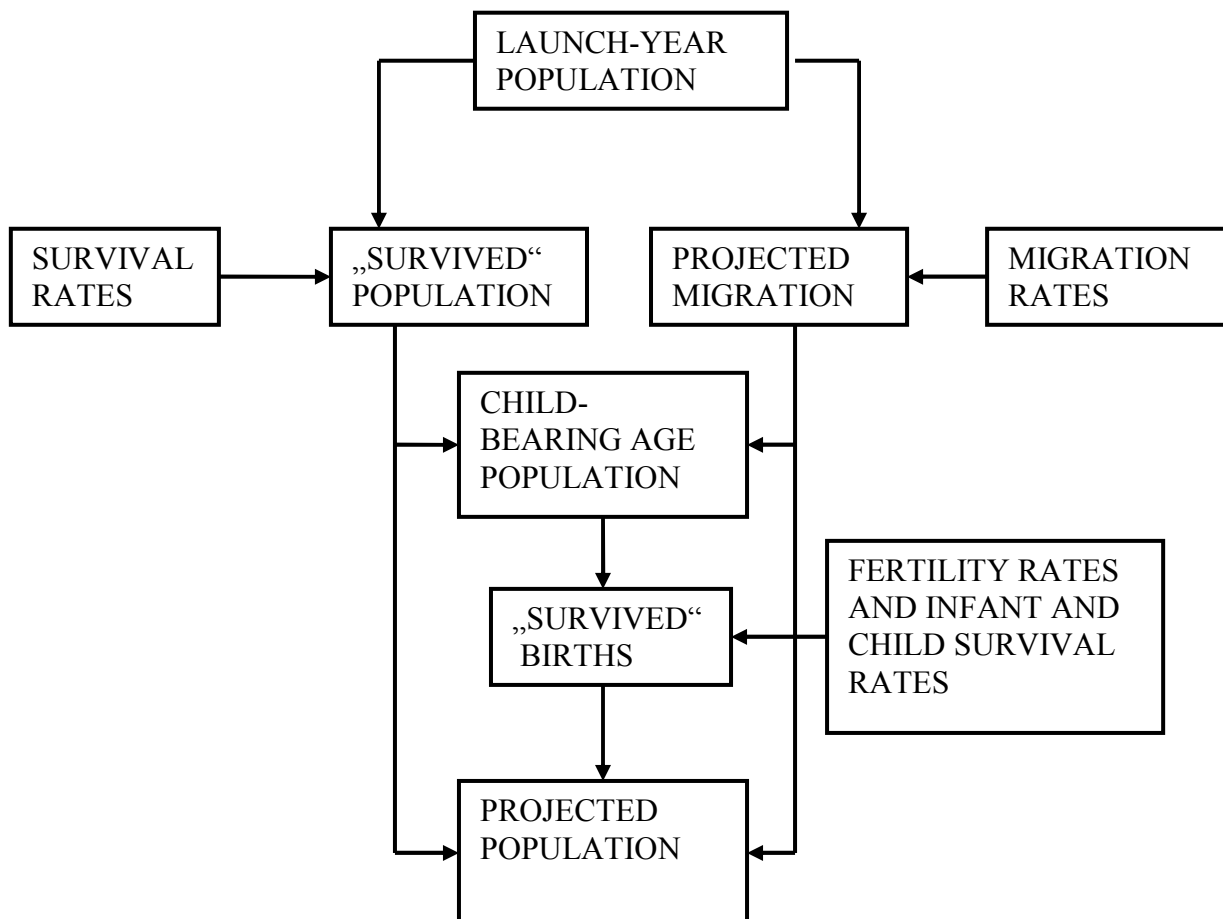 LAUNCH-YEAR
POPULATION
SURVIVAL
RATES
„SURVIVED“
POPULATION
PROJECTED
MIGRATION
MIGRATION
RATES
CHILD-
BEARING AGE
POPULATION
FERTILITY RATES
AND INFANT AND
CHILD SURVIVAL
RATES
„SURVIVED“
BIRTHS
PROJECTED
POPULATION